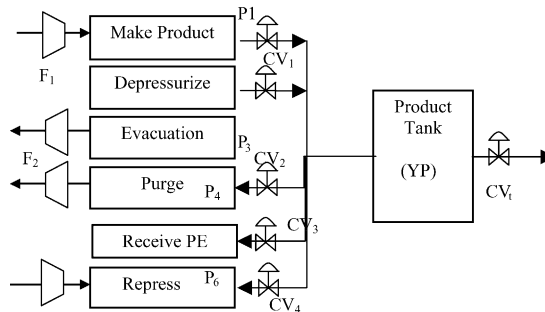 P1
Make Product
F1
CV1
Depressurize
Product
Tank
(YP)
CVt
Evacuation
P3
F2
CV2
Purge
P4
CV3
Receive PE
Repress
P6
CV4